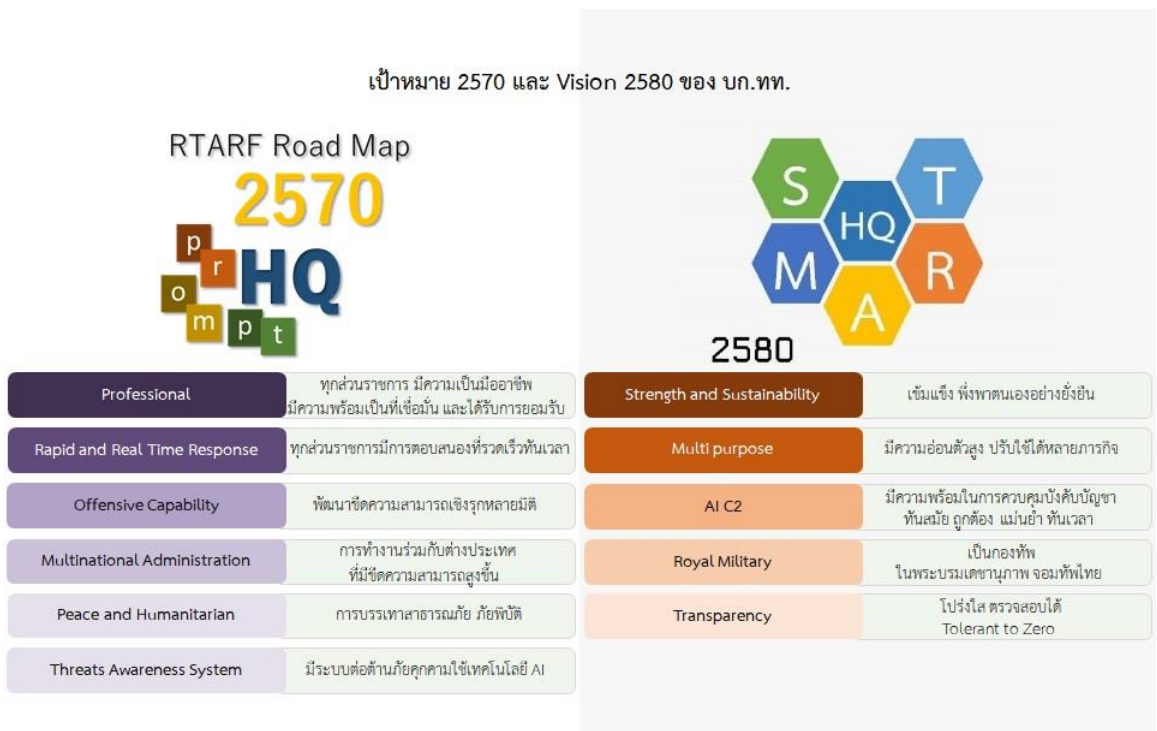 เป้าหมาย 2570 และ Vision 2580 ของ บก.ทท.
RTARF Road Map
2570
prompt
HQ
S
T
HQ
M
R
A
2580
Professional
ทุกส่วนราชการ มีความเป็นมืออาชีพ
มีความพร้อมเป็นที่เชื่อมั่น และได้รับการยอมรับ
Rapid and Real Time Response
ทุกส่วนราชการมีการตอบสนองที่รวดเร็วทันเวลา
Offensive Capability
พัฒนาขีดความสามารถเชิงรุกหลายมิติ
Multinational Administration
การทำงานร่วมกับต่างประเทศ
ที่มีขีดความสามารถสูงขึ้น
Peace and Humanitarian
การบรรเทาสาธารณภัย ภัยพิบัติ
Threats Awareness System
มีระบบต่อต้านภัยคุกคามใช้เทคโนโลยี AI
Strength and Sustainability
เข้มแข็ง พึ่งพาตนเองอย่างยั่งยืน
Multi purpose
มีความอ่อนตัวสูง ปรับใช้ได้หลายภารกิจ
AI C2
มีความพร้อมในการควบคุมบังคับบัญชา
ทันสมัย ถูกต้อง แม่นยำ ทันเวลา
Royal Military
เป็นกองทัพ
ในพระบรมเดชานุภาพ จอมทัพไทย
Transparency
โปร่งใส ตรวจสอบได้
Tolerant to Zero